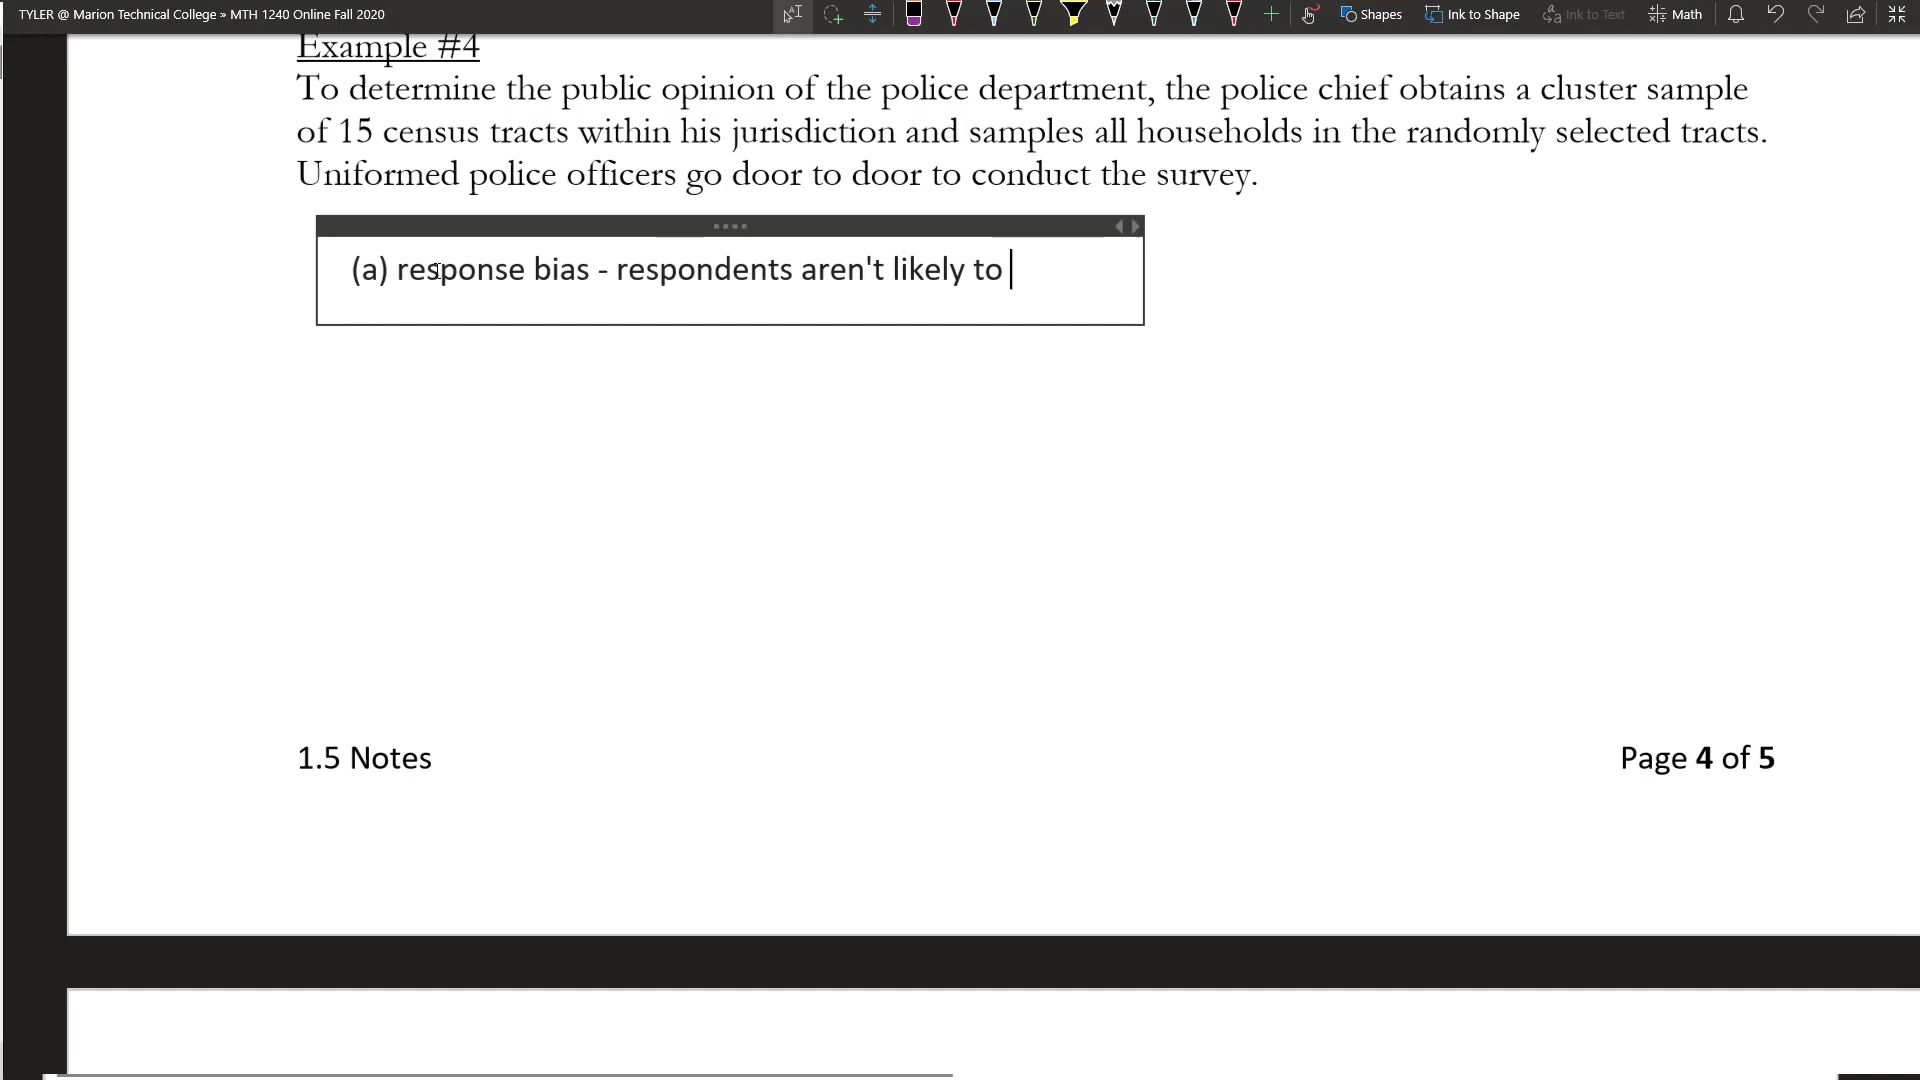 TYLER @ Marion Technical College » MTH 1240 Online Fall 2020
Shapes
Ink to Shape
Ink to Text
Math
Example #4
To determine the public opinion of the police department, the police chief obtains a cluster sample
of 15 census tracts within his jurisdiction and samples all households in the randomly selected tracts.
Uniformed police officers go door to door to conduct the survey.
(a) response bias - respondents aren't likely to
1.5 Notes
Page 4 of 5